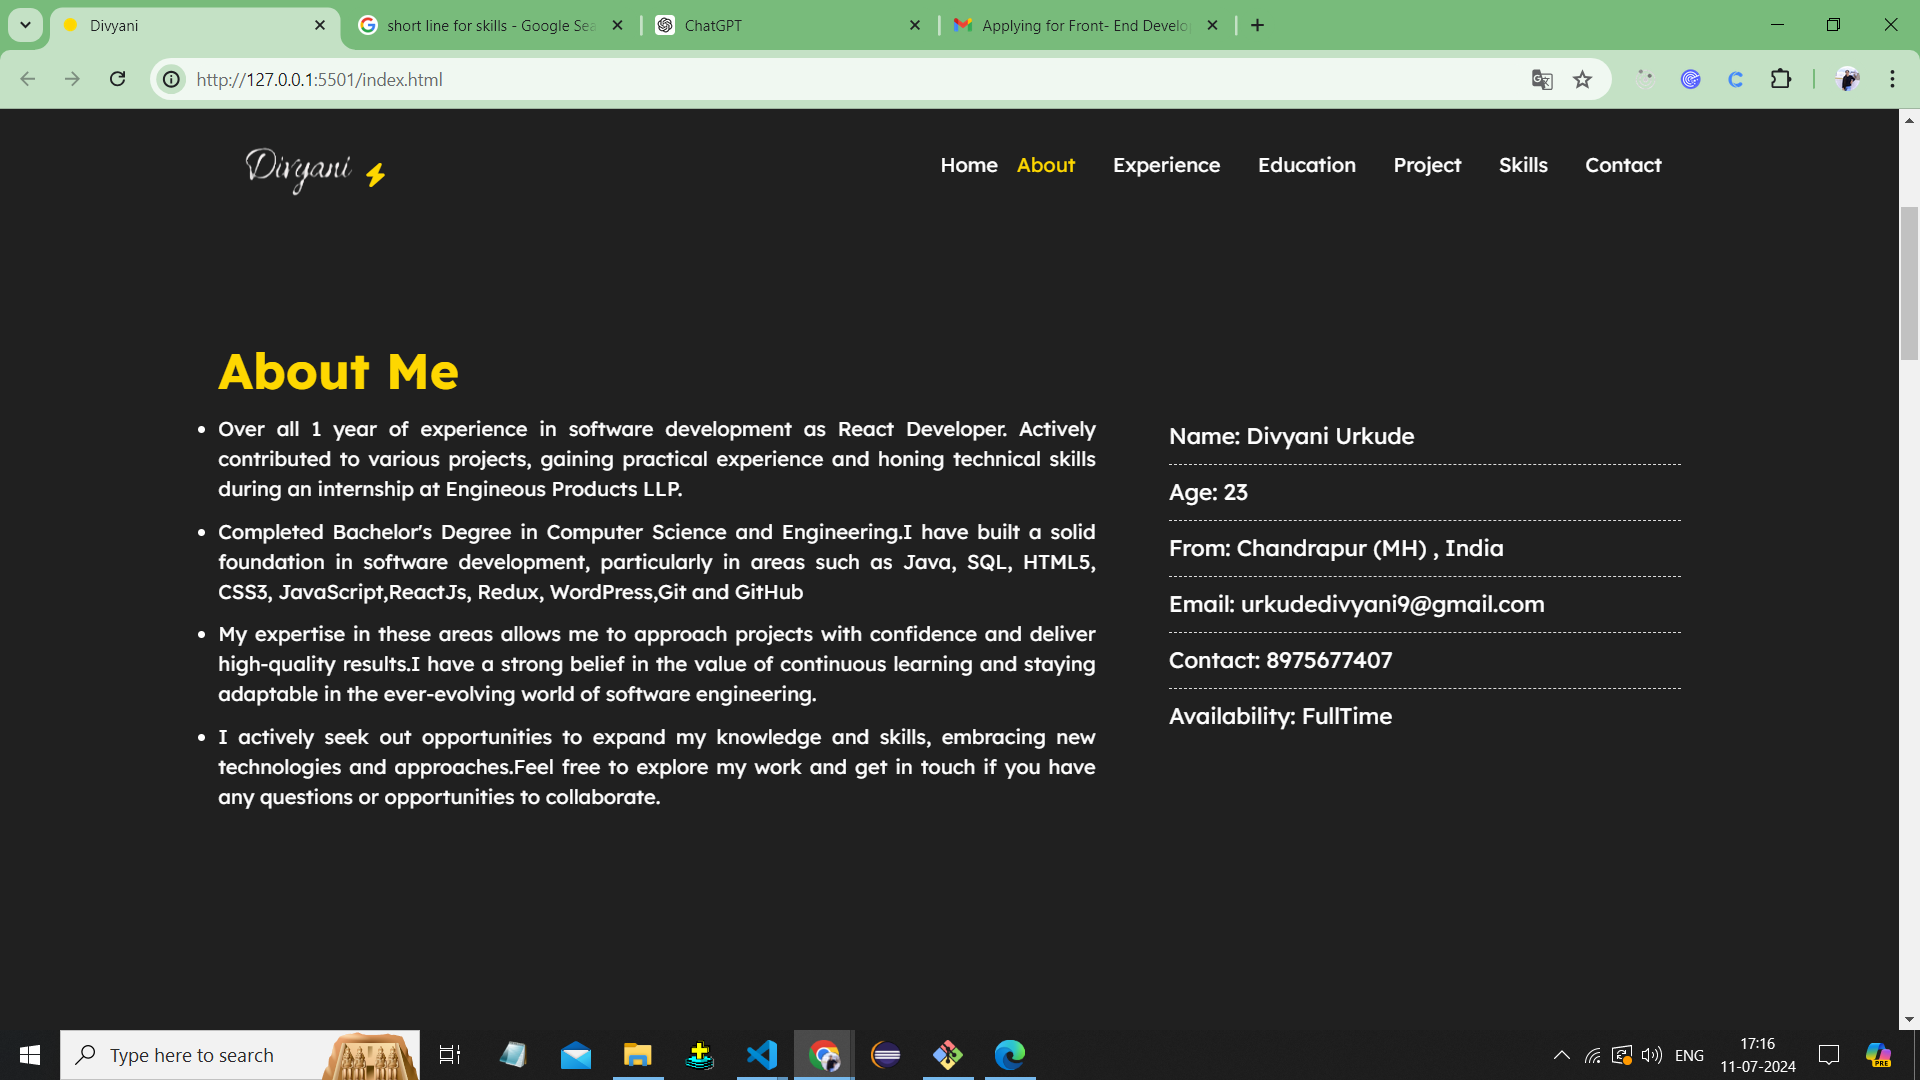 Divyani
short line for skills - Google Sea
ChatGPT
Applying for Front- End Develop
http://127.0.0.1:5501/index.html
Divyani
Home About Experience Education Project Skills Contact
About Me
• Over all 1 year of experience in software development as React Developer. Actively
contributed to various projects, gaining practical experience and honing technical skills
during an internship at Engineous Products LLP.
• Completed Bachelor's Degree in Computer Science and Engineering.I have built a solid
foundation in software development, particularly in areas such as Java, SQL, HTML5,
CSS3, JavaScript,ReactJs, Redux, WordPress,Git and GitHub
• My expertise in these areas allows me to approach projects with confidence and deliver
high-quality results.I have a strong belief in the value of continuous learning and staying
adaptable in the ever-evolving world of software engineering.
• I actively seek out opportunities to expand my knowledge and skills, embracing new
technologies and approaches.Feel free to explore my work and get in touch if you have
any questions or opportunities to collaborate.
Name: Divyani Urkude
Age: 23
From: Chandrapur (MH) , India
Email: urkudedivyani9@gmail.com
Contact: 8975677407
Availability: FullTime
Type here to search
ENG
17:16
11-07-2024
PRE